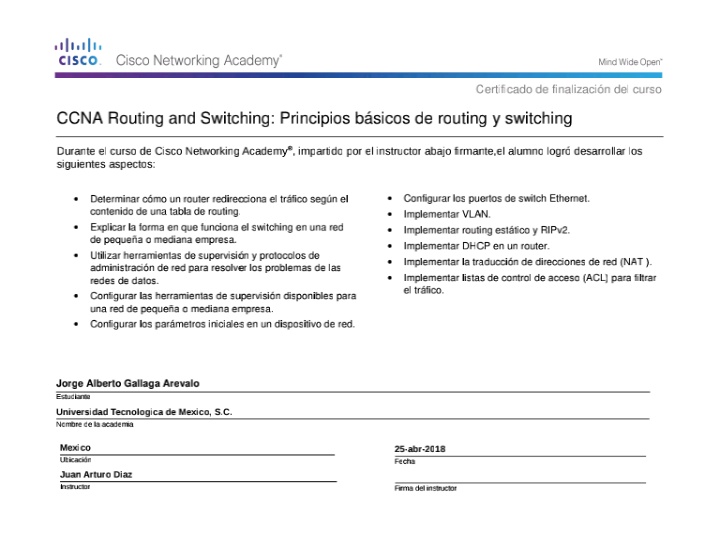 CISCO. Cisco Networking Academy® Mind Wide Open®
Certificado de finalización del curso
CCNA Routing and Switching: Principios básicos de routing y switching
Durante el curso de Cisco Networking Academy®, impartido por el instructor abajo firmante,el alumno logró desarrollar los
siguientes aspectos:
• Determinar cómo un router redirecciona el tráfico según el
contenido de una tabla de routing.
• Explicar la forma en que funciona el switching en una red
de pequeña o mediana empresa.
• Utilizar herramientas de supervisión y protocolos de
administración de red para resolver los problemas de las
redes de datos.
• Configurar las herramientas de supervisión disponibles para
una red de pequeña o mediana empresa.
• Configurar los parámetros iniciales en un dispositivo de red.
• Configurar los puertos de switch Ethernet.
• Implementar VLAN.
• Implementar routing estático y RIPv2.
• Implementar DHCP en un router.
• Implementar la traducción de direcciones de red (NAT ).
• Implementar listas de control de acceso (ACL) para filtrar
el tráfico.
Jorge Alberto Gallaga Arevalo
Estudiante
Universidad Tecnologica de Mexico, S.C.
Nombre de la academia
Mexico
Ubicación
25-abr-2018
Fecha
Juan Arturo Diaz
Instructor
Firma del instructor